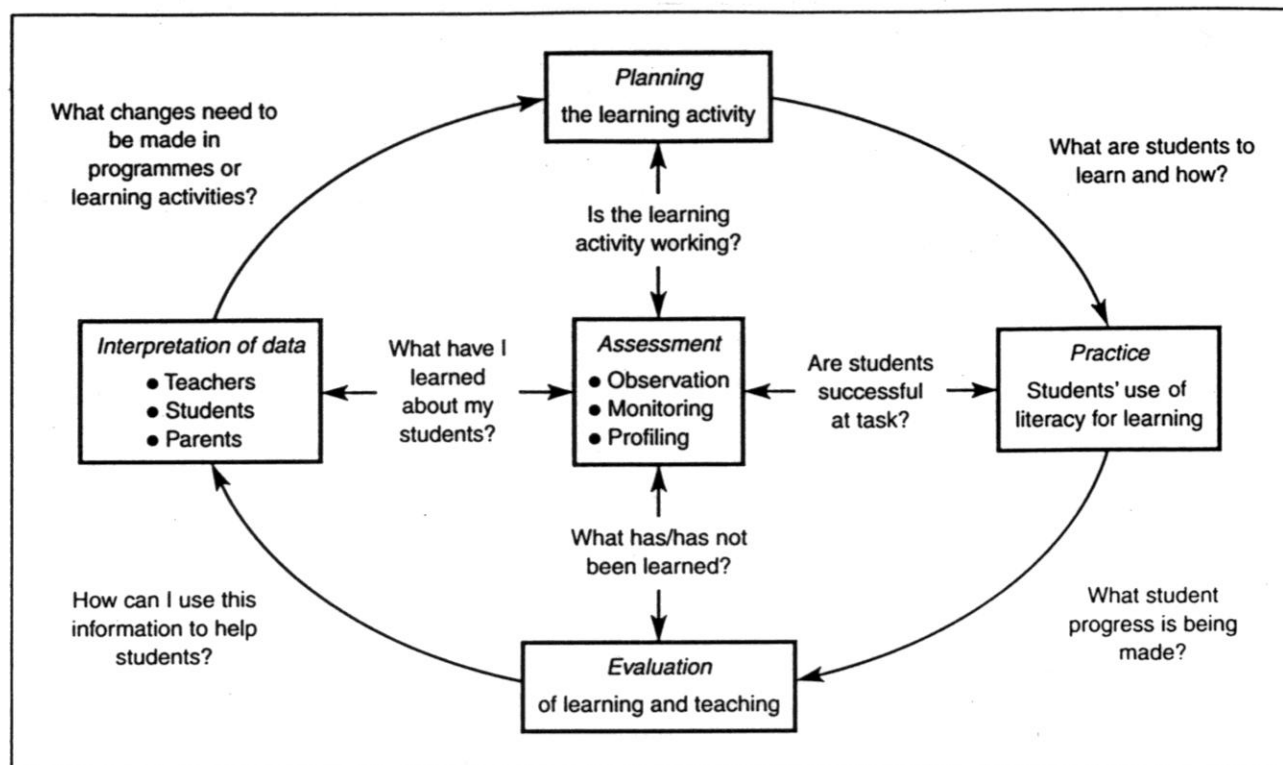 Planning
the learning activity
What changes need to
be made in
programmes or
learning activities?
What are students to
learn and how?
Is the learning
activity working?
Interpretation of data
● Teachers
● Students
● Parents
What have I
learned
about my
students?
Assessment
● Observation
● Monitoring
● Profiling
Are students
successful
at task?
Practice
Students' use of
literacy for learning
What has/has not
been learned?
How can I use this
information to help
students?
What student
progress is being
made?
Evaluation
of learning and teaching